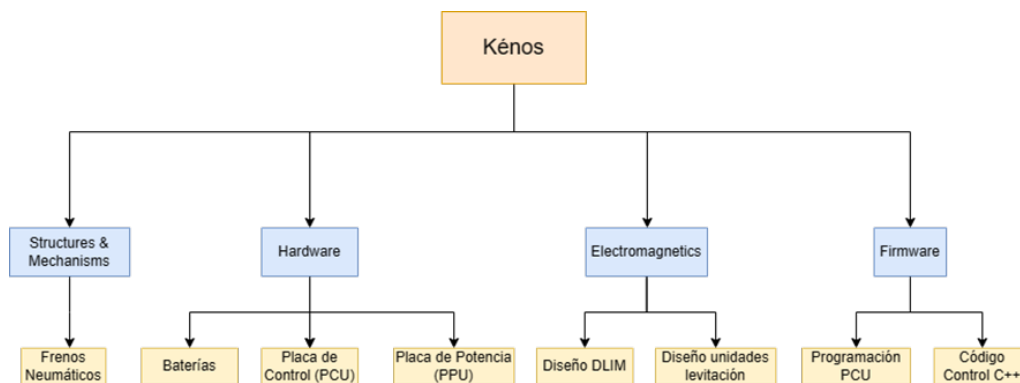 Kénos
Structures &
Mechanisms
Hardware
Electromagnetics
Firmware
Frenos
Neumáticos
Baterías
Placa de
Control (PCU)
Placa de Potencia
(PPU)
Diseño DLIM
Diseño unidades
levitación
Programación
PCU
Código
Control C++